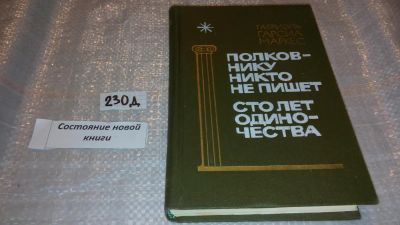 230д
Состояние новой
книги
ГАБРИЭЛЬ
ГАРСИА
МАРКЕС
ПОЛКОВ-
НИКУ
НИКТО
НЕ ПИШЕТ
СТО ЛЕТ
ОДИНО-
ЧЕСТВА